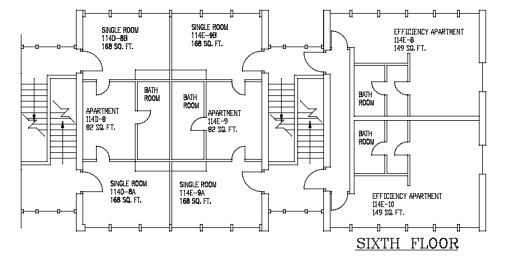 SINGLE ROOM
114D-8B
168 SQ. FT.
SINGLE ROOM
114E-9B
168 SQ. FT.
EFFICIENCY APARTMENT
114E-8
149 SQ. FT.
BATH
ROOM
BATH
ROOM
BATH
ROOM
APARTMENT
114D-8
82 SQ. FT.
APARTMENT
114E-9
82 SQ. FT.
BATH
ROOM
SINGLE ROOM
114D-8A
168 SQ. FT.
SINGLE ROOM
114E-9A
168 SQ. FT.
EFFICIENCY APARTMENT
114E-10
149 SQ. FT.
SIXTH FLOOR